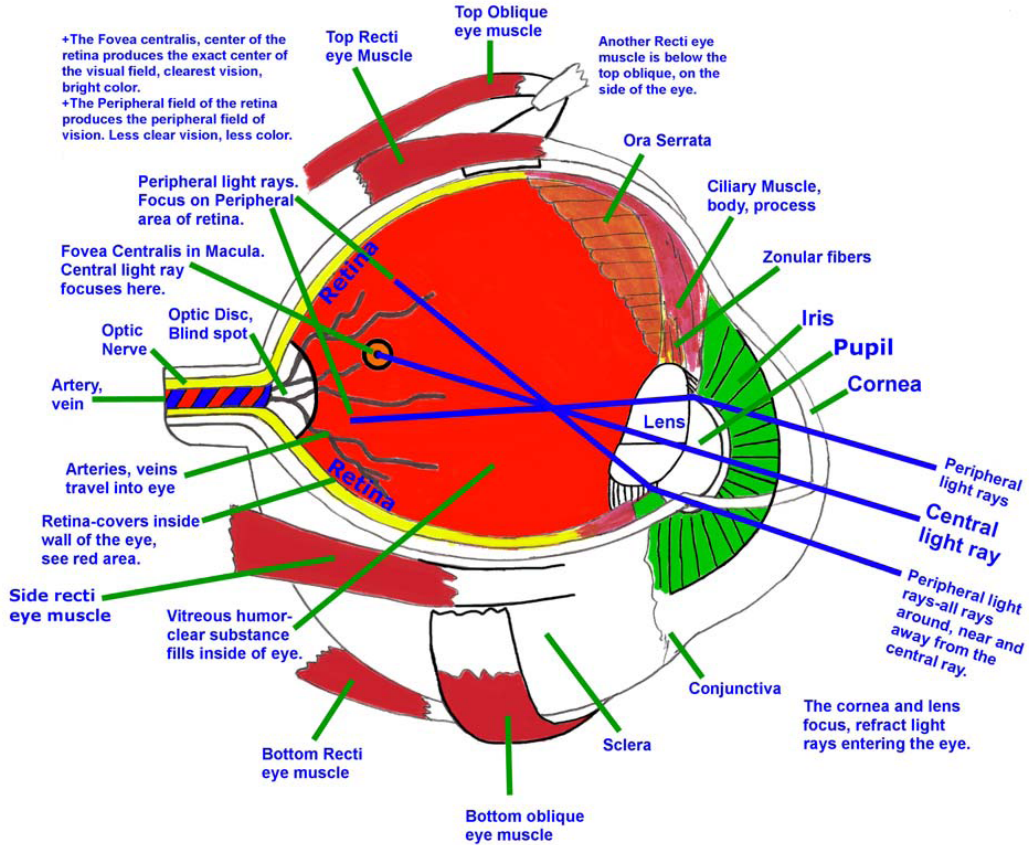 +The Fovea centralis, center of the
retina produces the exact center of
the visual field, clearest vision,
bright color.
+The Peripheral field of the retina
produces the peripheral field of
vision. Less clear vision, less color.
Top Recti
eye Muscle
Top Oblique
eye muscle
Another Recti eye
muscle is below the
top oblique, on the
side of the eye.
Ora Serrata
Ciliary Muscle,
body, process
Zonular fibers
Iris
Pupil
Cornea
Peripheral light rays.
Focus on Peripheral
area of retina.
Fovea Centralis in Macula.
Central light ray
focuses here.
Optic Disc,
Blind spot
Optic
Nerve
Artery,
vein
Retina
Lens
Retina
Arteries, veins
travel into eye
Retina-covers inside
wall of the eye,
see red area.
Side recti
eye muscle
Vitreous humor-
clear substance
fills inside of eye.
Peripheral
light rays
Central
light ray
Peripheral light
rays-all rays
around, near and
away from the
central ray.
Conjunctiva
The cornea and lens
focus, refract light
rays entering the eye.
Sclera
Bottom Recti
eye muscle
Bottom oblique
eye muscle